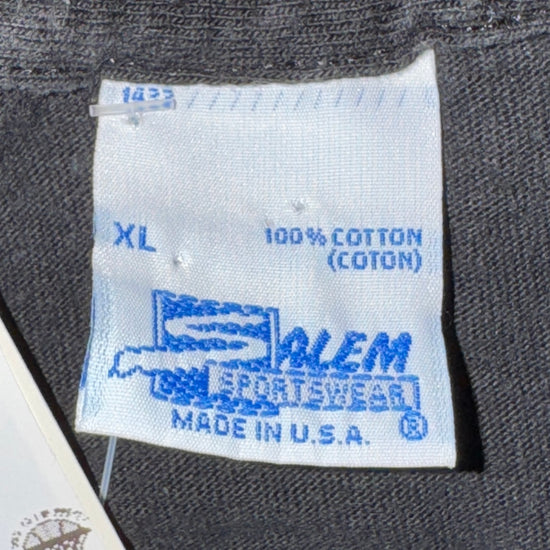 XL
100% COTTON
(COTON)
SALEM
SPORTSWEAR
MADE IN U.S.A. ®